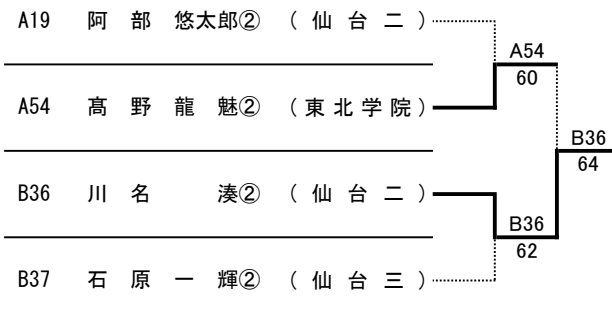 A19 阿部 悠太郎② (仙台二)
A54
60
A54 髙野龍 魅② (東北学院)
B36
64
B36 川名 湊② (仙台二)
B36
62
B37 石原一 輝② (仙台三)